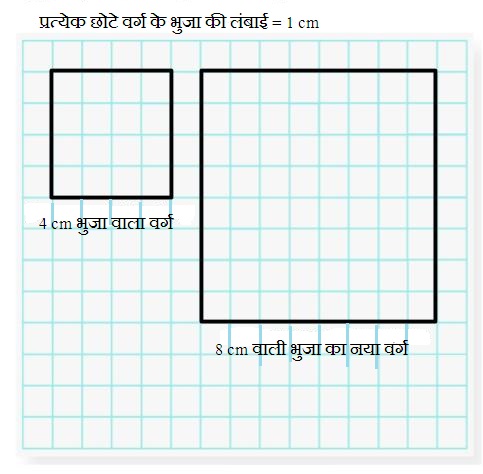 प्रत्येक छोटे वर्ग के भुजा की लंबाई = 1 cm
4 cm भुजा वाला वर्ग
8 cm वाली भुजा का नया वर्ग